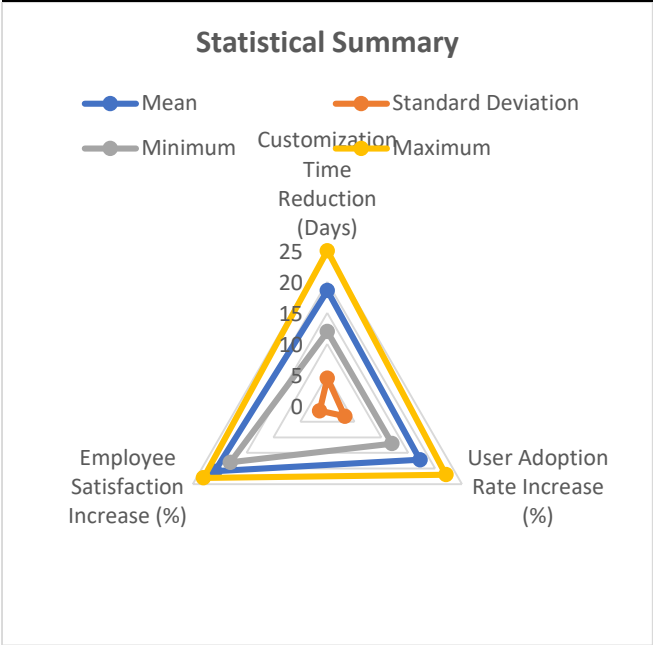 Statistical Summary
Mean
Standard Deviation
Minimum
Maximum
Customization
Time
Reduction
(Days)
25
20
15
10
5
0
Employee
Satisfaction
Increase (%)
User Adoption
Rate Increase
(%)